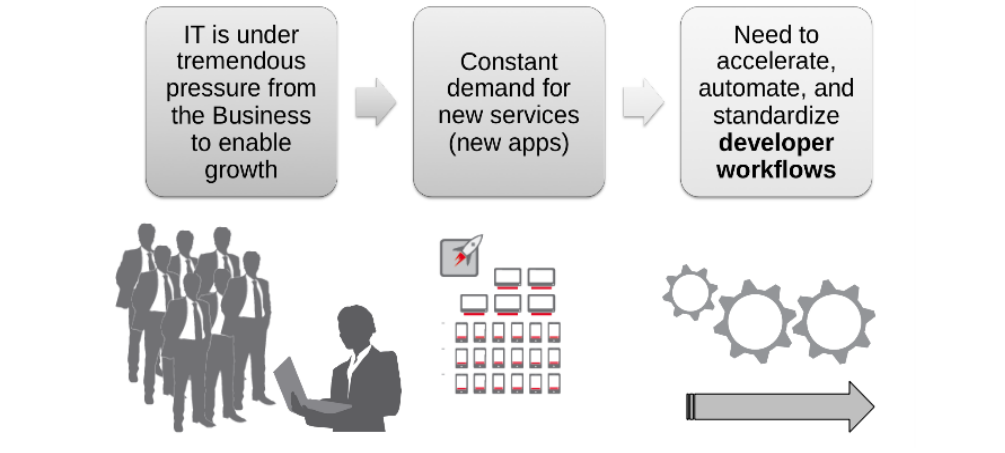 IT is under
tremendous
pressure from
the Business
to enable
growth
Constant
demand for
new services
(new apps)
Need to
accelerate,
automate, and
standardize
developer
workflows